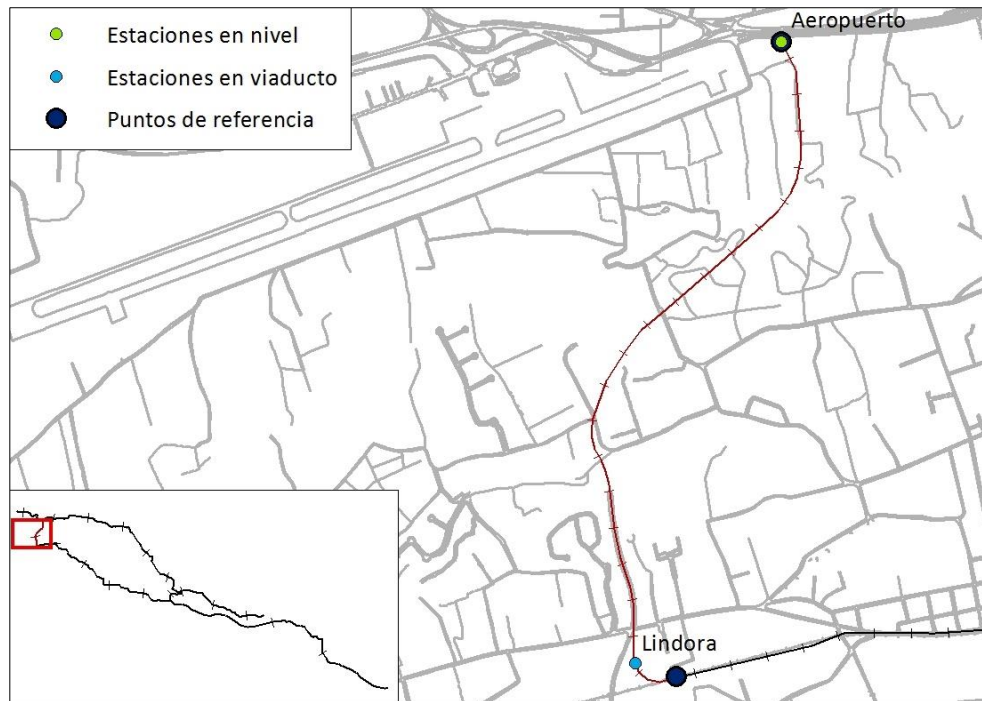 Estaciones en nivel
Estaciones en viaducto
Puntos de referencia
Aeropuerto
Lindora